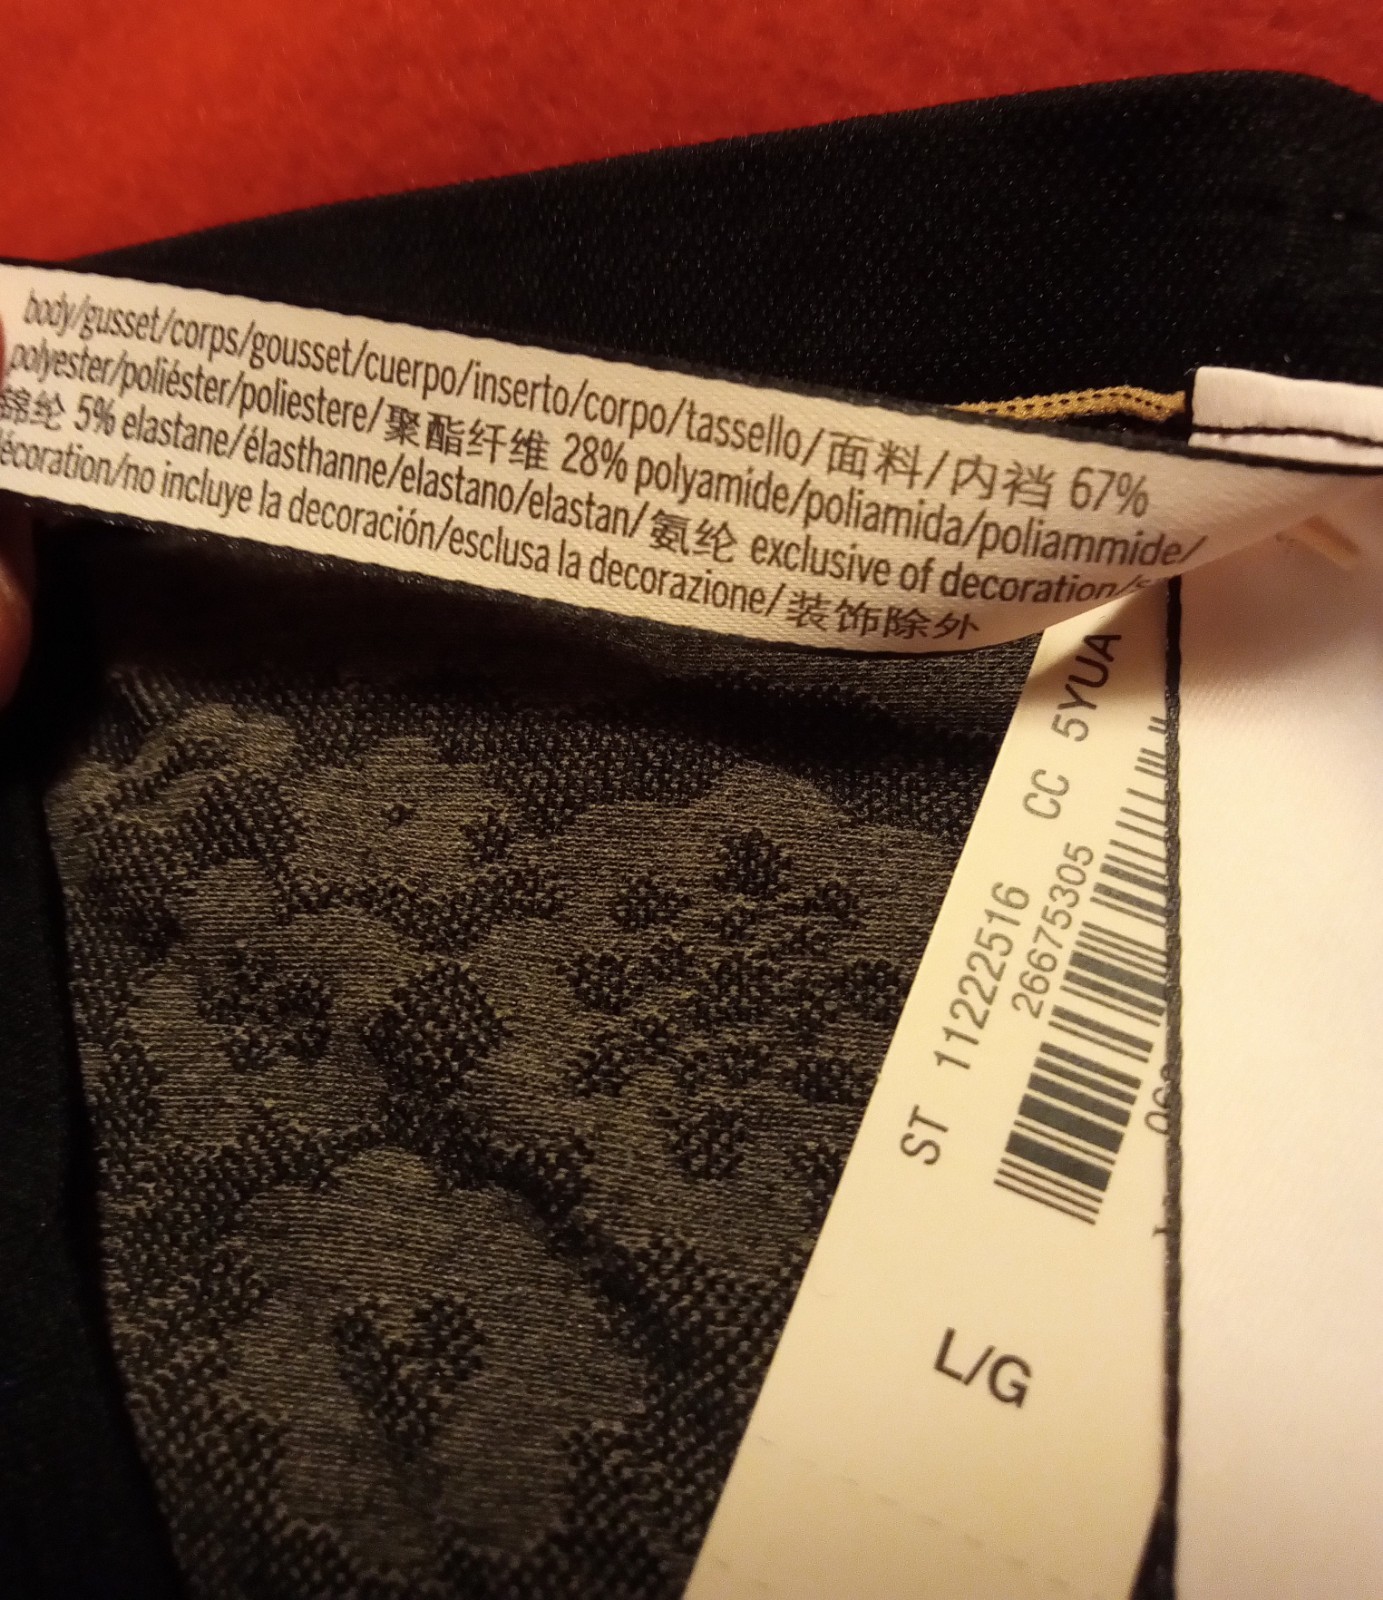 body/gusset/corps/gousset/cuerpo/inserto/corpo/tassello/面料/内裆 67%
polyester/poliéster/poliestere/聚酯纤维 28% polyamide/poliamida/poliammide/
锦纶 5% elastane/élasthanne/elastano/elastan/氨纶 exclusive of decoration/
décoration/no incluye la decoración/esclusa la decorazione/装饰除外
ST 11222516 CC 5YUA
26675305
L/G